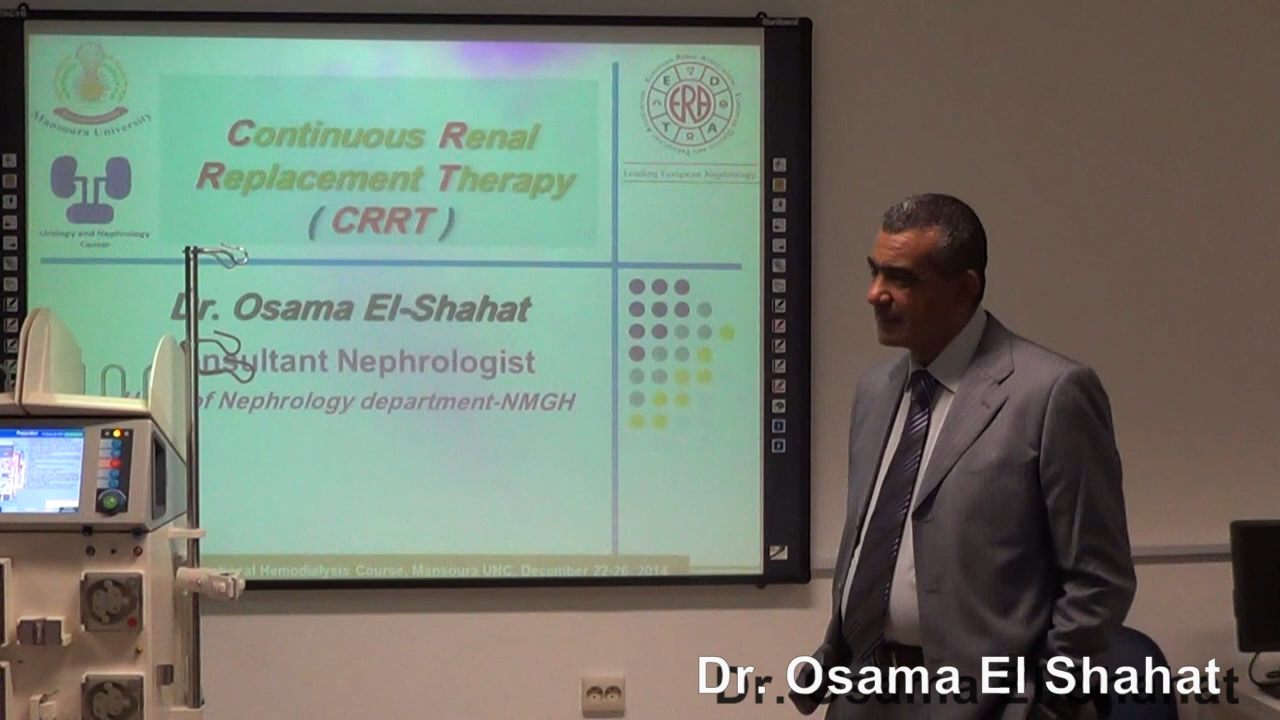 Mansoura University
Urology and Nephrology
Center
Continuous Renal
Replacement Therapy
( CRRT )
ERA
E D T A
Leading European Nephrology
Dr. Osama El-Shahat
Consultant Nephrologist
of Nephrology department-NMGH
Hemodialysis Course, Mansoura UNC, December 22-26, 2014
Dr. Osama El Shahat